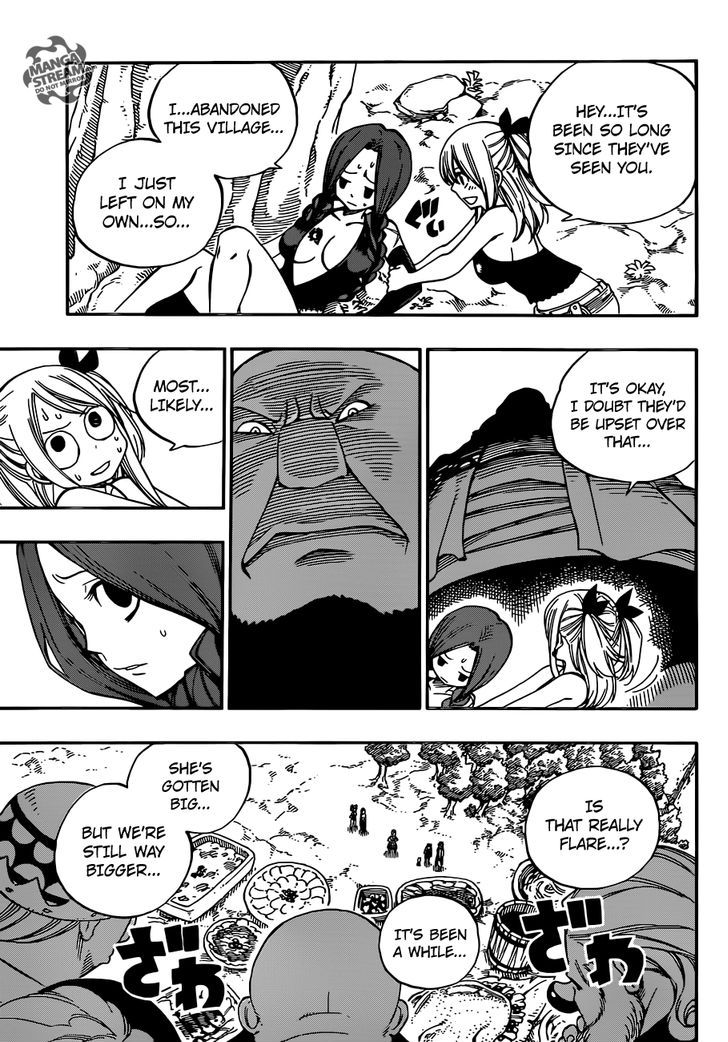 MANGA
STREAM
DO NOT MIRROR
HEY...IT'S
BEEN SO LONG
SINCE THEY'VE
SEEN YOU.
I...ABANDONED
THIS VILLAGE...
I JUST
LEFT ON MY
OWN...SO...
IT'S OKAY,
I DOUBT THEY'D
BE UPSET OVER
THAT...
MOST...
LIKELY...
IS
THAT REALLY
FLARE...?
SHE'S
GOTTEN
BIG...
BUT WE'RE
STILL WAY
BIGGER...
IT'S BEEN
A WHILE...
ざわ
ざわ